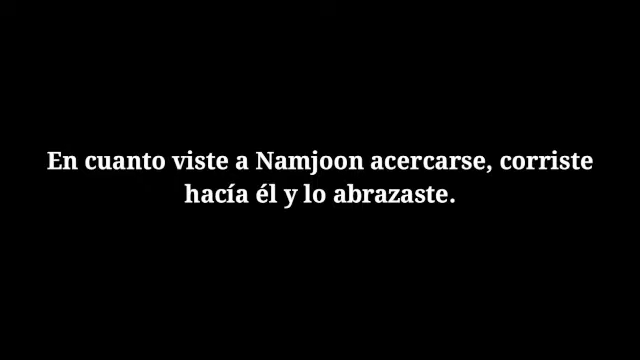 En cuanto viste a Namjoon acercarse, corriste
hacía él y lo abrazaste.